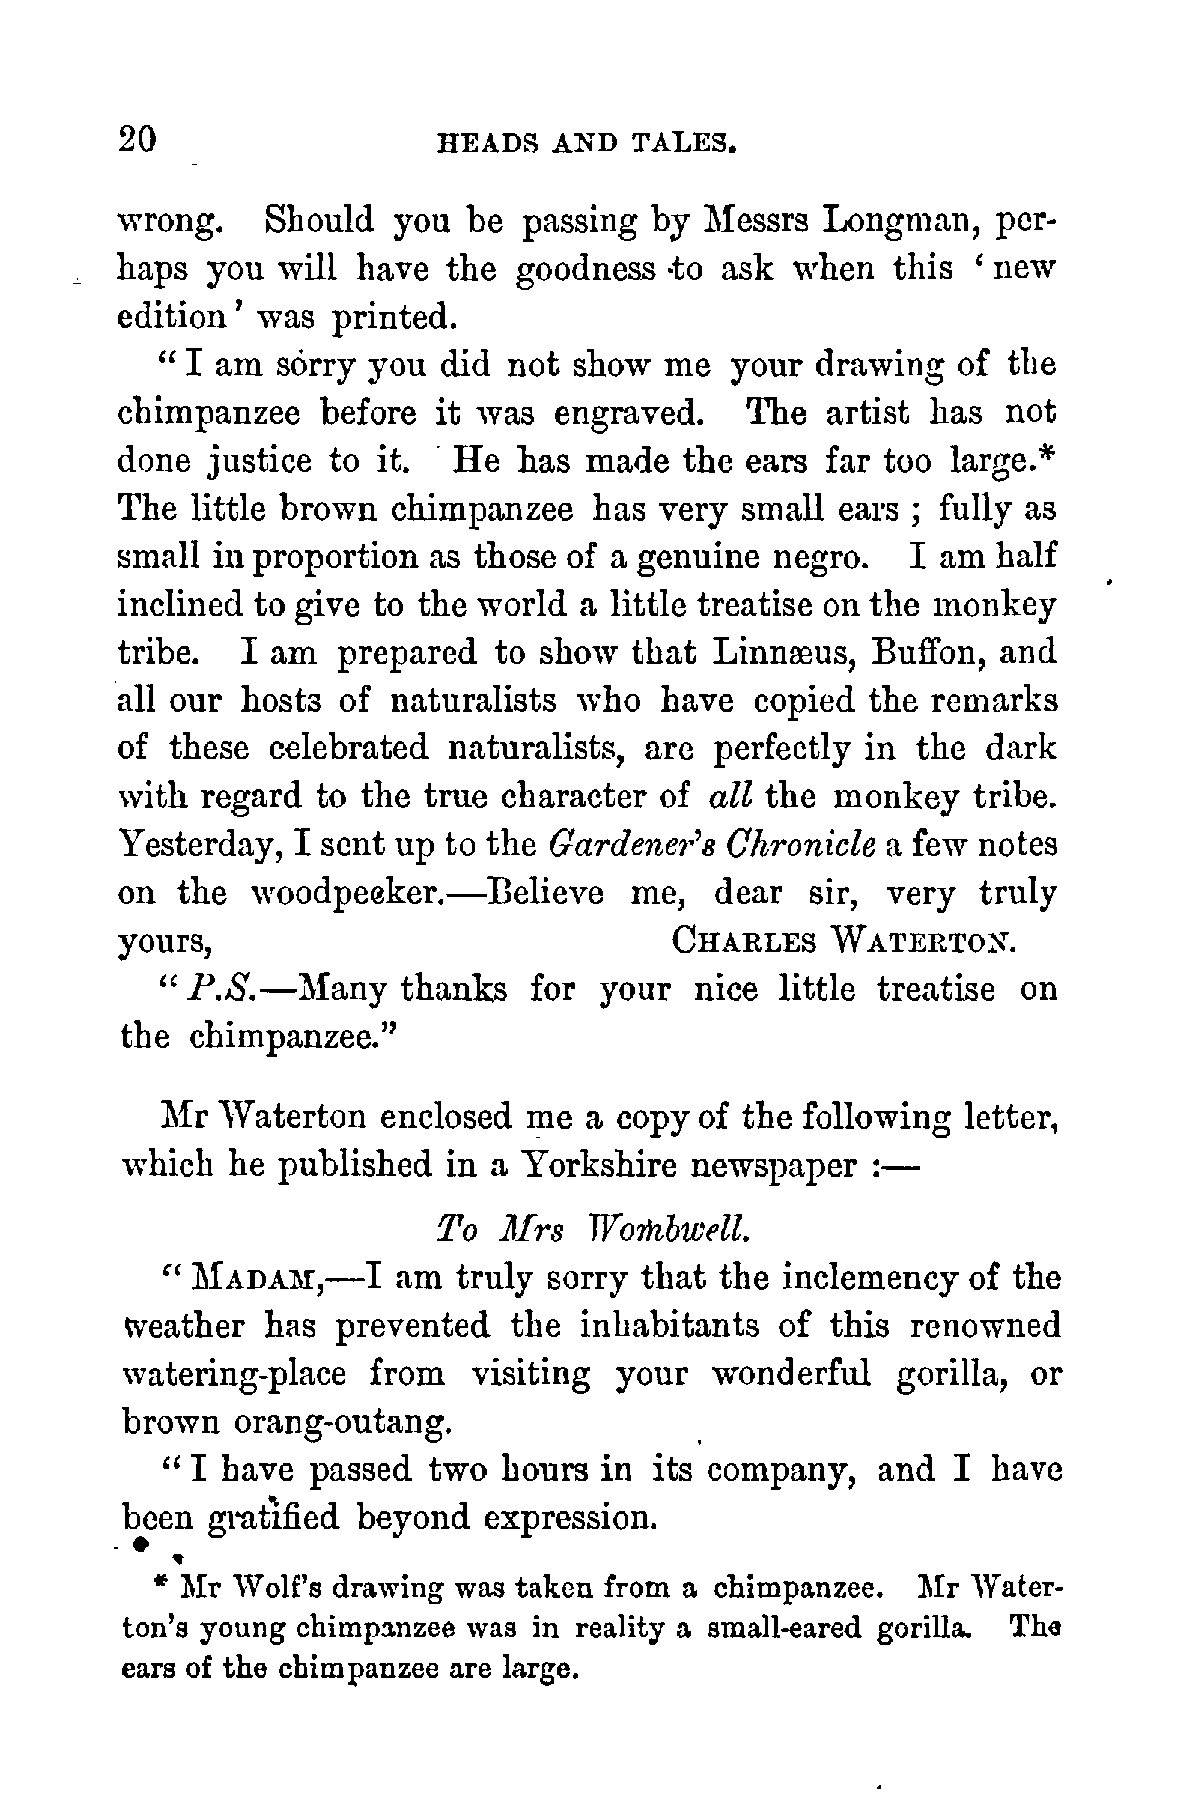 20 HEADS AND TALES.
wrong. Should you be passing by Messrs Longman, per-
haps you will have the goodness to ask when this ‘new
edition’ was printed.
“I am sorry you did not show me your drawing of the
chimpanzee before it was engraved. The artist has not
done justice to it. He has made the ears far too large.*
The little brown chimpanzee has very small ears; fully as
small in proportion as those of a genuine negro. I am half
inclined to give to the world a little treatise on the monkey
tribe. I am prepared to show that Linnæus, Buffon, and
all our hosts of naturalists who have copied the remarks
of these celebrated naturalists, are perfectly in the dark
with regard to the true character of all the monkey tribe.
Yesterday, I sent up to the Gardener’s Chronicle a few notes
on the woodpecker.—Believe me, dear sir, very truly
yours, CHARLES WATERTON.
“P.S.—Many thanks for your nice little treatise on
the chimpanzee.”
Mr Waterton enclosed me a copy of the following letter,
which he published in a Yorkshire newspaper :—
To Mrs Wombwell.
“MADAM,—I am truly sorry that the inclemency of the
weather has prevented the inhabitants of this renowned
watering-place from visiting your wonderful gorilla, or
brown orang-outang.
“I have passed two hours in its company, and I have
been gratified beyond expression.
* Mr Wolf’s drawing was taken from a chimpanzee. Mr Water-
ton’s young chimpanzee was in reality a small-eared gorilla. The
ears of the chimpanzee are large.